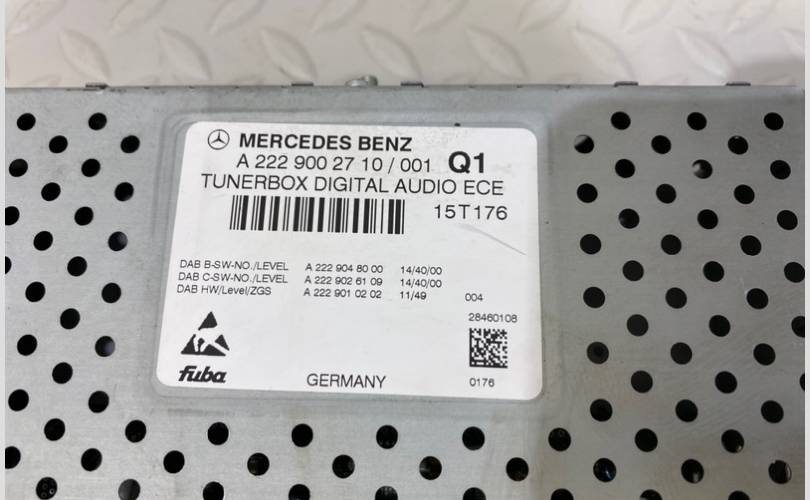 MERCEDES BENZ
A 222 900 27 10 / 001 Q1
TUNERBOX DIGITAL AUDIO ECE
15T176
DAB B-SW-NO./LEVEL A 222 904 80 00 14/40/00
DAB C-SW-NO./LEVEL A 222 902 61 09 14/40/00
DAB HW/Level/ZGS A 222 901 02 02 11/49 004
28460108
fuba GERMANY 0176